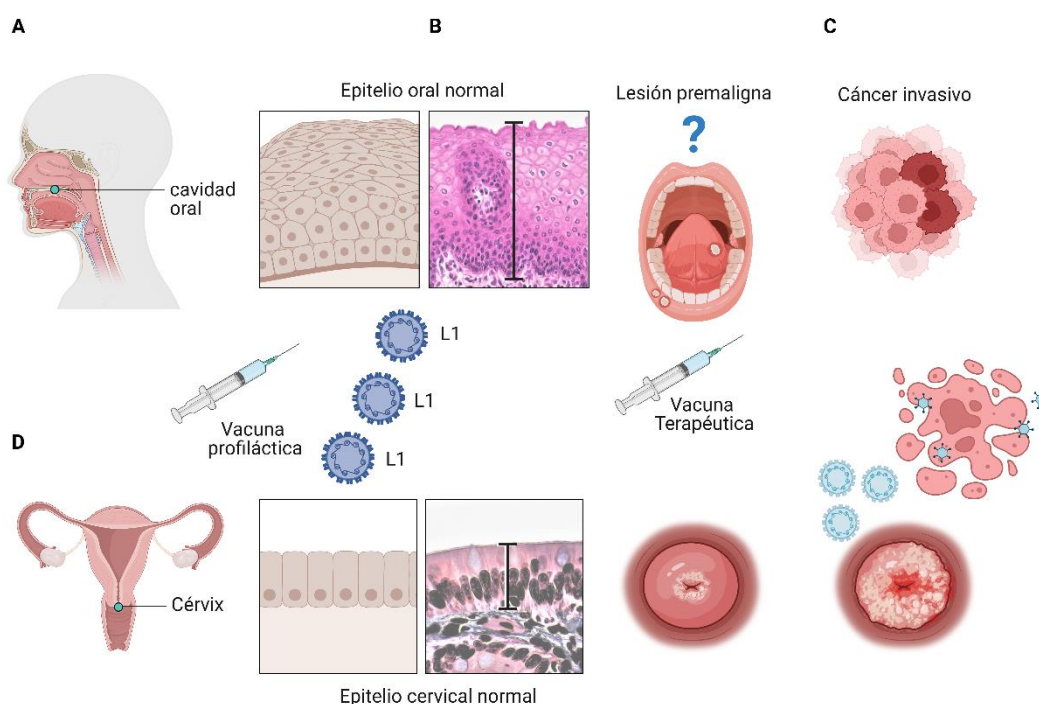 A
B
C
Epitelio oral normal
Lesión premaligna
Cáncer invasivo
?
cavidad
oral
L1
L1
L1
Vacuna
profiláctica
Vacuna
Terapéutica
D
Cérvix
Epitelio cervical normal